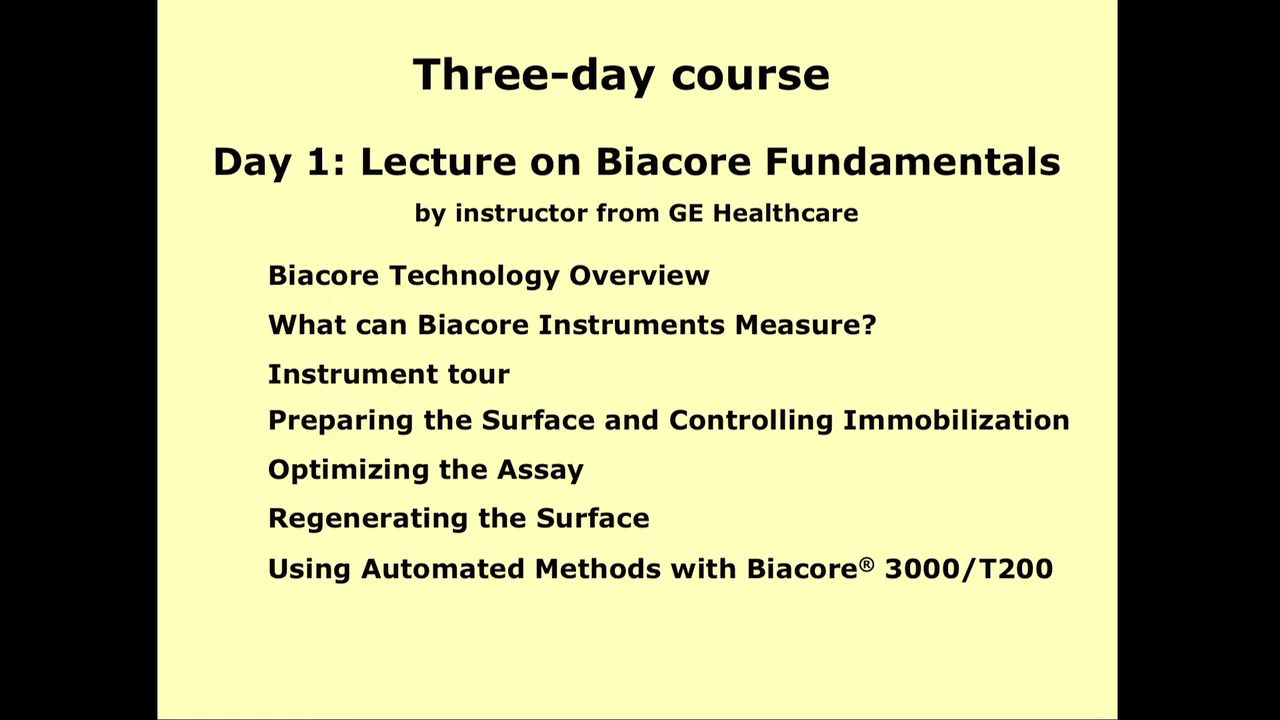 Three-day course
Day 1: Lecture on Biacore Fundamentals
by instructor from GE Healthcare
Biacore Technology Overview
What can Biacore Instruments Measure?
Instrument tour
Preparing the Surface and Controlling Immobilization
Optimizing the Assay
Regenerating the Surface
Using Automated Methods with Biacore® 3000/T200